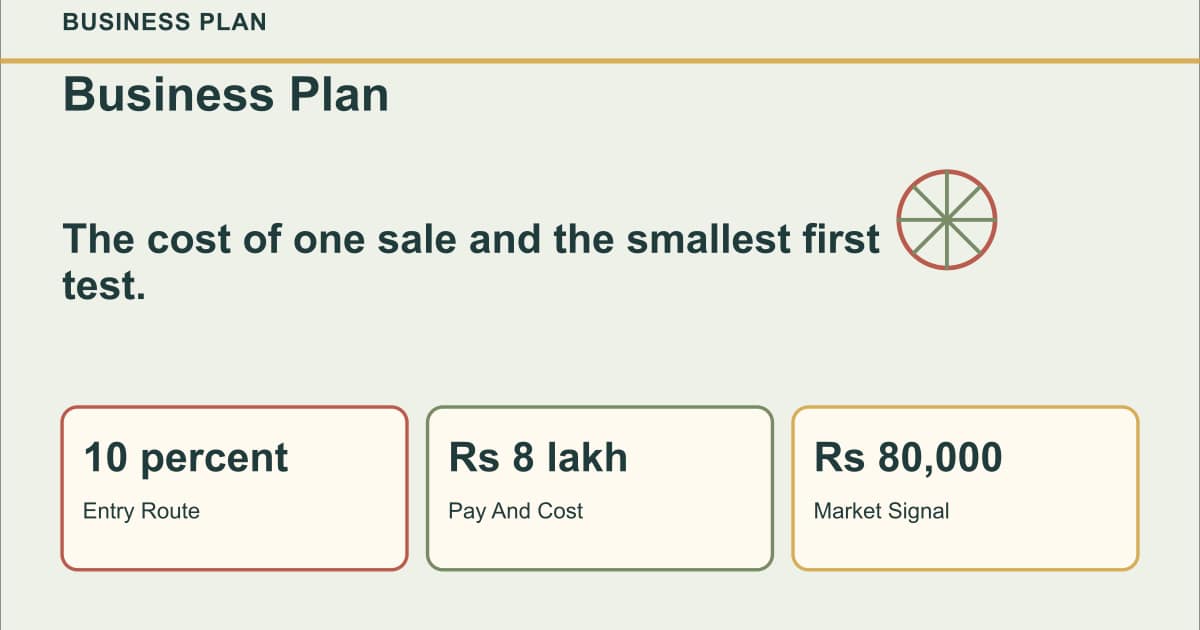 BUSINESS PLAN
Business Plan
The cost of one sale and the smallest first
test.
10 percent
Entry Route
Rs 8 lakh
Pay And Cost
Rs 80,000
Market Signal